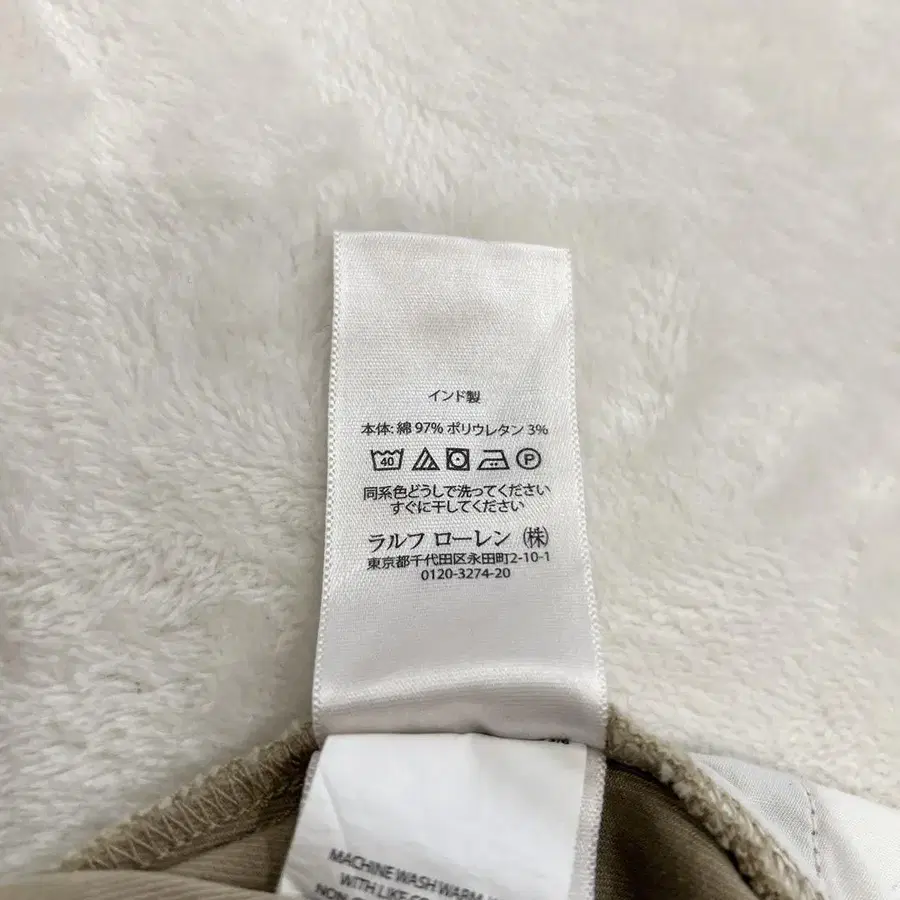 インド製
本体: 綿 97% ポリウレタン 3%
40 P
同系色どうしで洗ってください
すぐに干してください
ラルフ ローレン ㈱
東京都千代田区永田町2-10-1
0120-3274-20
MACHINE WASH WARM
WITH LIKE